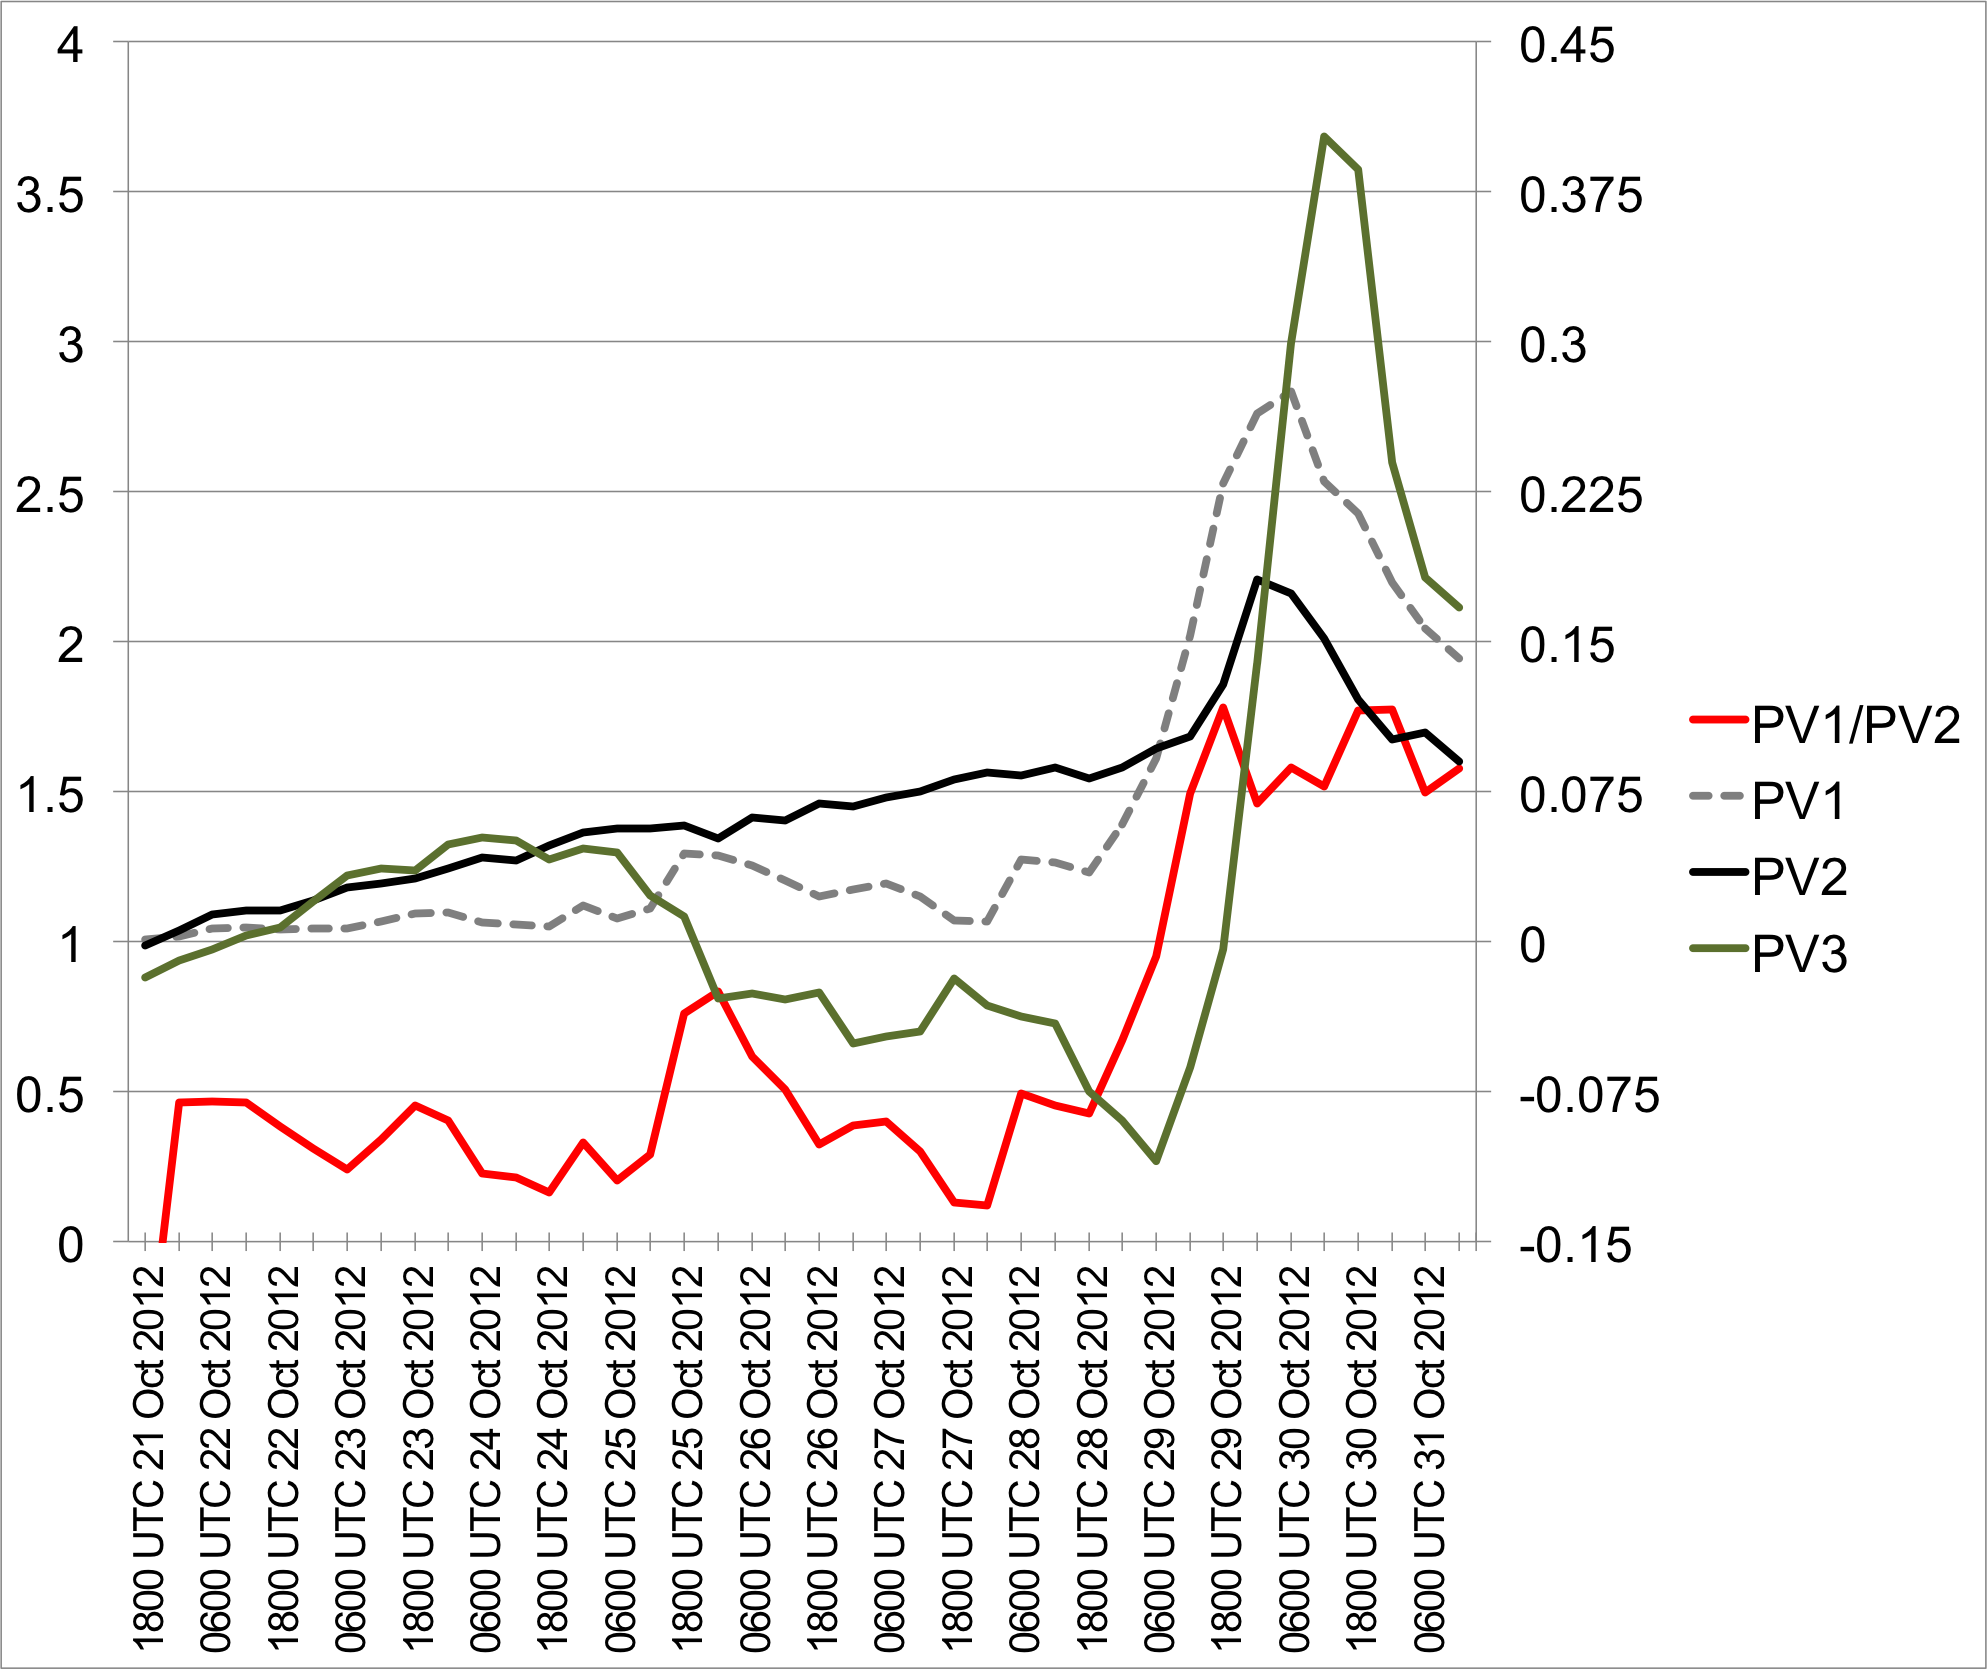 4
3.5
3
2.5
2
1.5
1
0.5
0
0.45
0.375
0.3
0.225
0.15
0.075
0
-0.075
-0.15
1800 UTC 21 Oct 2012
0600 UTC 22 Oct 2012
1800 UTC 22 Oct 2012
0600 UTC 23 Oct 2012
1800 UTC 23 Oct 2012
0600 UTC 24 Oct 2012
1800 UTC 24 Oct 2012
0600 UTC 25 Oct 2012
1800 UTC 25 Oct 2012
0600 UTC 26 Oct 2012
1800 UTC 26 Oct 2012
0600 UTC 27 Oct 2012
1800 UTC 27 Oct 2012
0600 UTC 28 Oct 2012
1800 UTC 28 Oct 2012
0600 UTC 29 Oct 2012
1800 UTC 29 Oct 2012
0600 UTC 30 Oct 2012
1800 UTC 30 Oct 2012
0600 UTC 31 Oct 2012
PV1/PV2
PV1
PV2
PV3